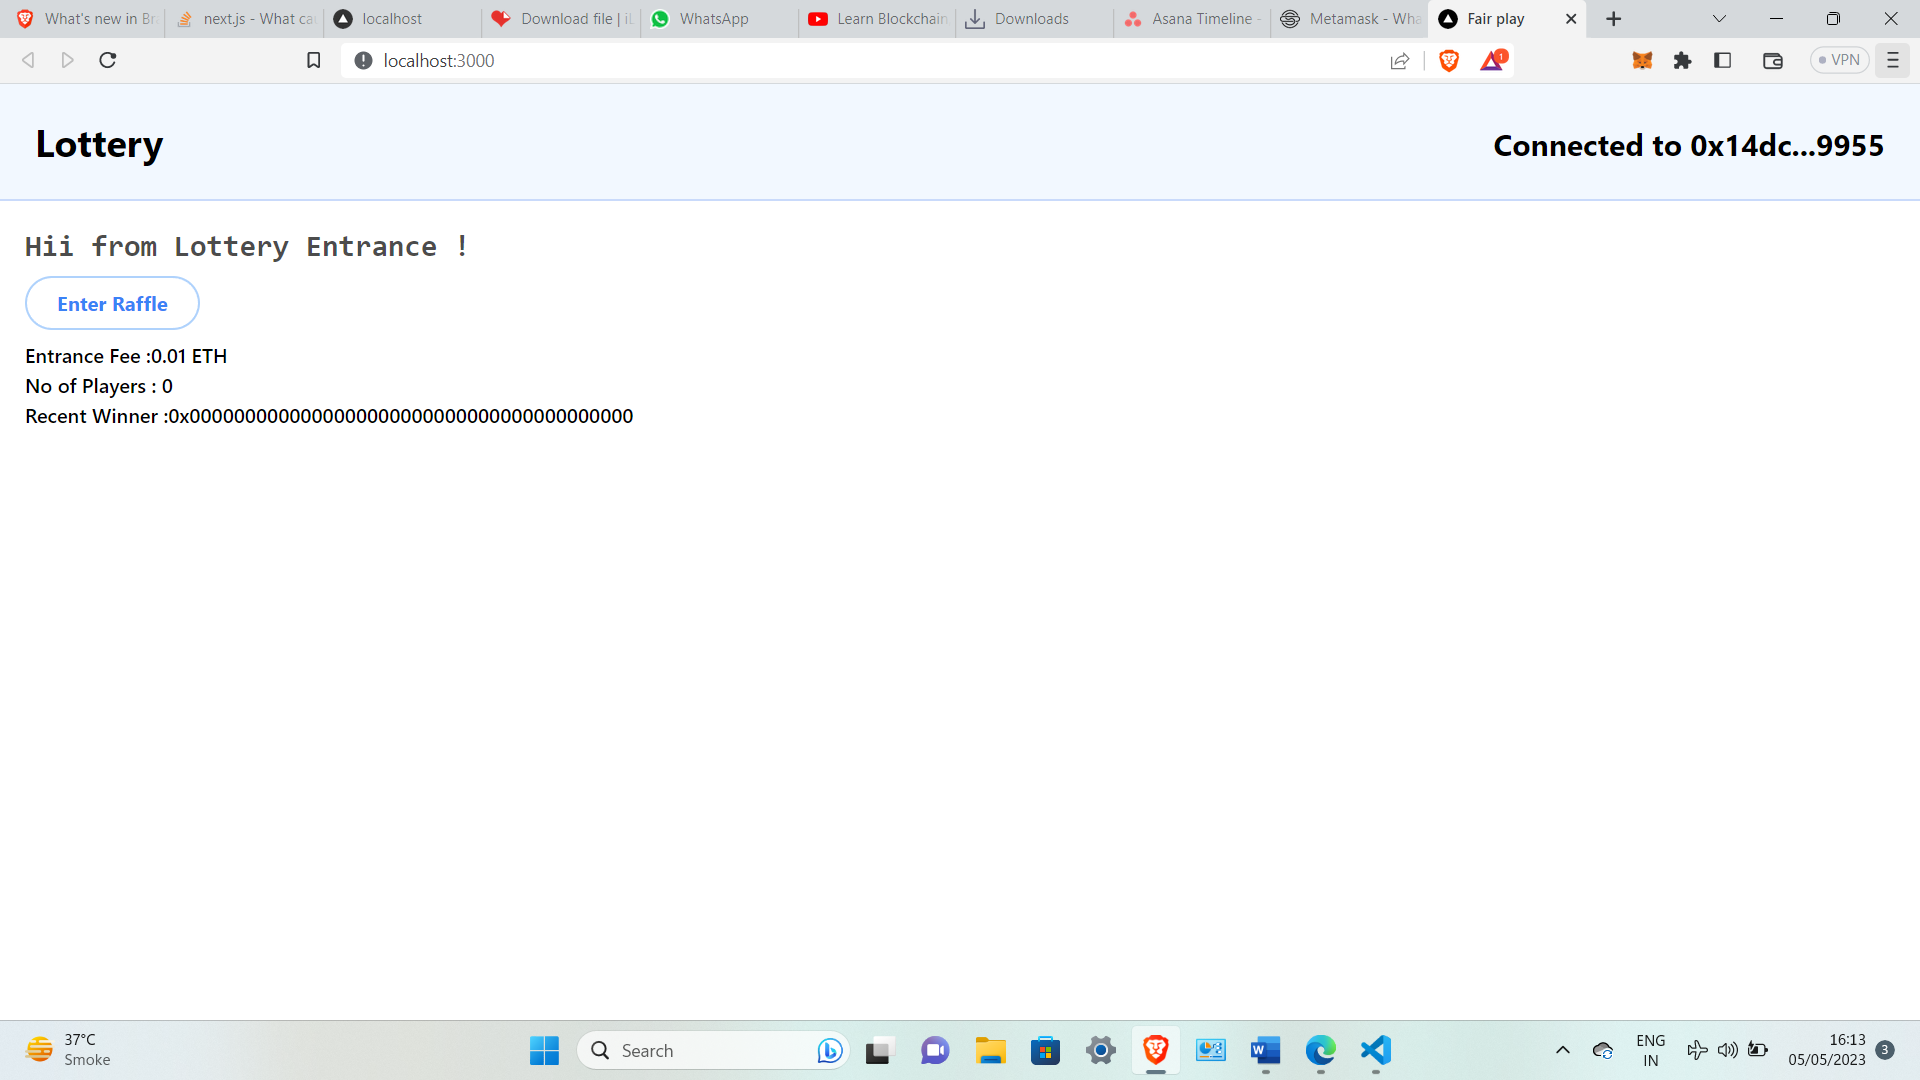 What's new in Br
next.js - What ca
localhost
Download file | iL
WhatsApp
Learn Blockchain
Downloads
Asana Timeline -
Metamask - Wha
Fair play
localhost:3000
1
VPN
Lottery
Connected to 0x14dc...9955
Hii from Lottery Entrance !
Enter Raffle
Entrance Fee :0.01 ETH
No of Players : 0
Recent Winner :0x0000000000000000000000000000000000000000
37°C
Smoke
Search
ENG
IN
16:13
05/05/2023
3